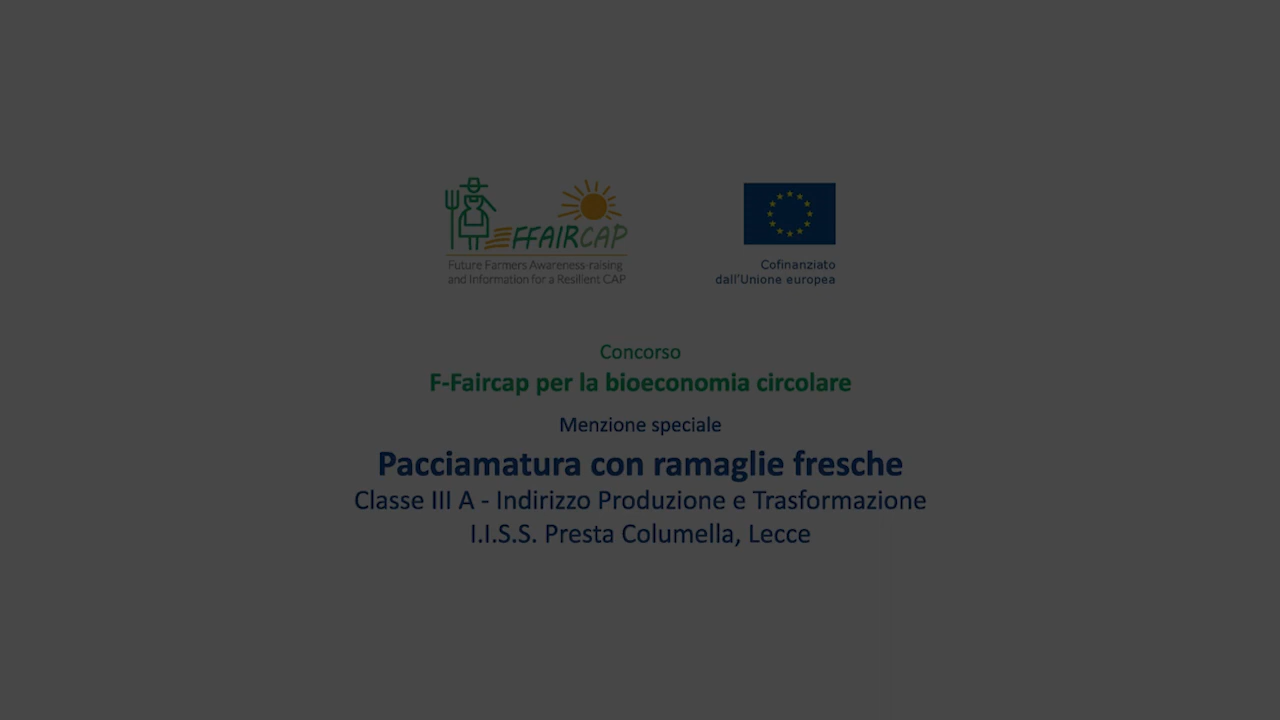 EFFAIRCAP
Future Farmers Awareness-raising
and Information for a Resilient CAP
Cofinanziato
dall'Unione europea
Concorso
F-Faircap per la bioeconomia circolare
Menzione speciale
Pacciamatura con ramaglie fresche
Classe III A - Indirizzo Produzione e Trasformazione
I.I.S.S. Presta Columella, Lecce